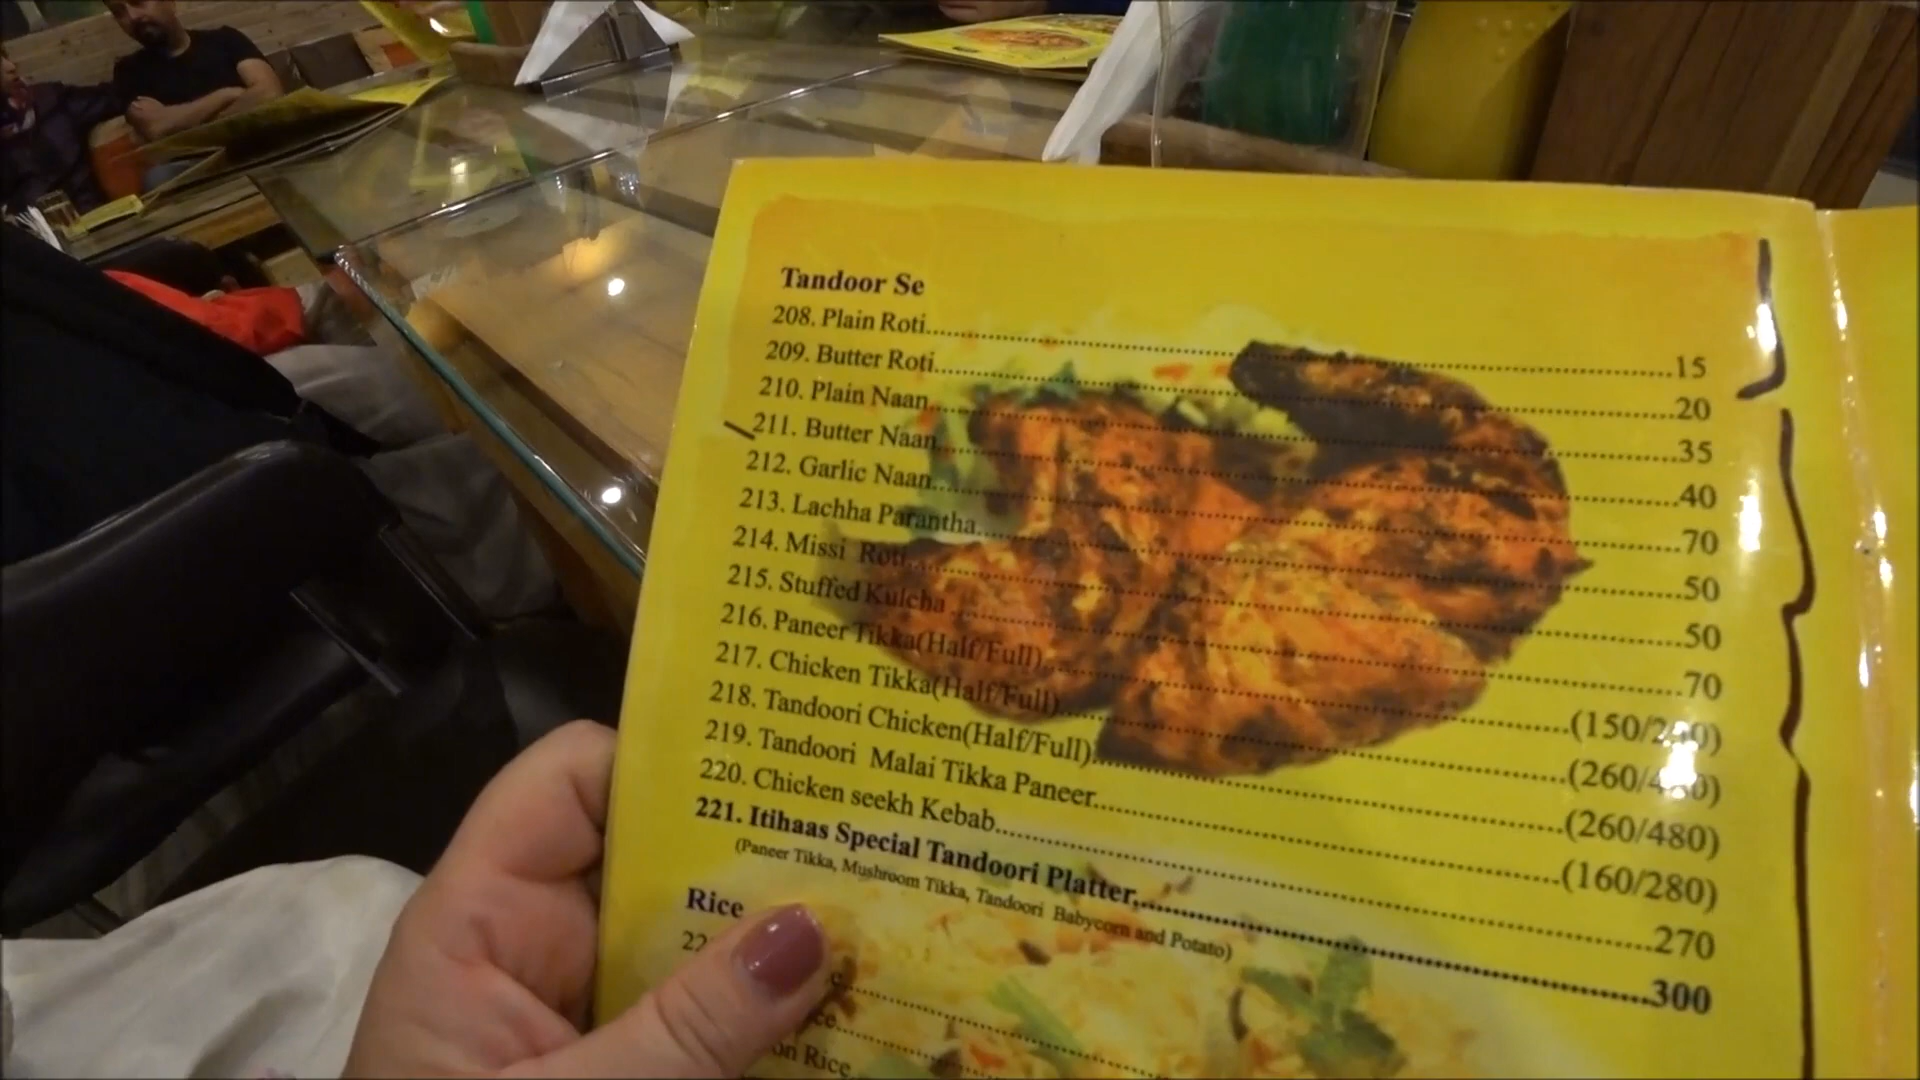 Tandoor Se
208. Plain Roti........................15
209. Butter Roti........................20
210. Plain Naan........................35
211. Butter Naan........................40
212. Garlic Naan........................70
213. Lachha Parantha........................50
214. Missi Roti........................50
215. Stuffed Kulcha........................70
216. Paneer Tikka(Half/Full)........................
217. Chicken Tikka(Half/Full)........................
218. Tandoori Chicken(Half/Full)........................(260/480)
219. Tandoori Malai Tikka Paneer........................(160/280)
220. Chicken seekh Kebab........................270
221. Itihaas Special Tandoori Platter........................300
(Paneer Tikka, Mushroom Tikka, Tandoori Babycorn and Potato)
Rice
Rice